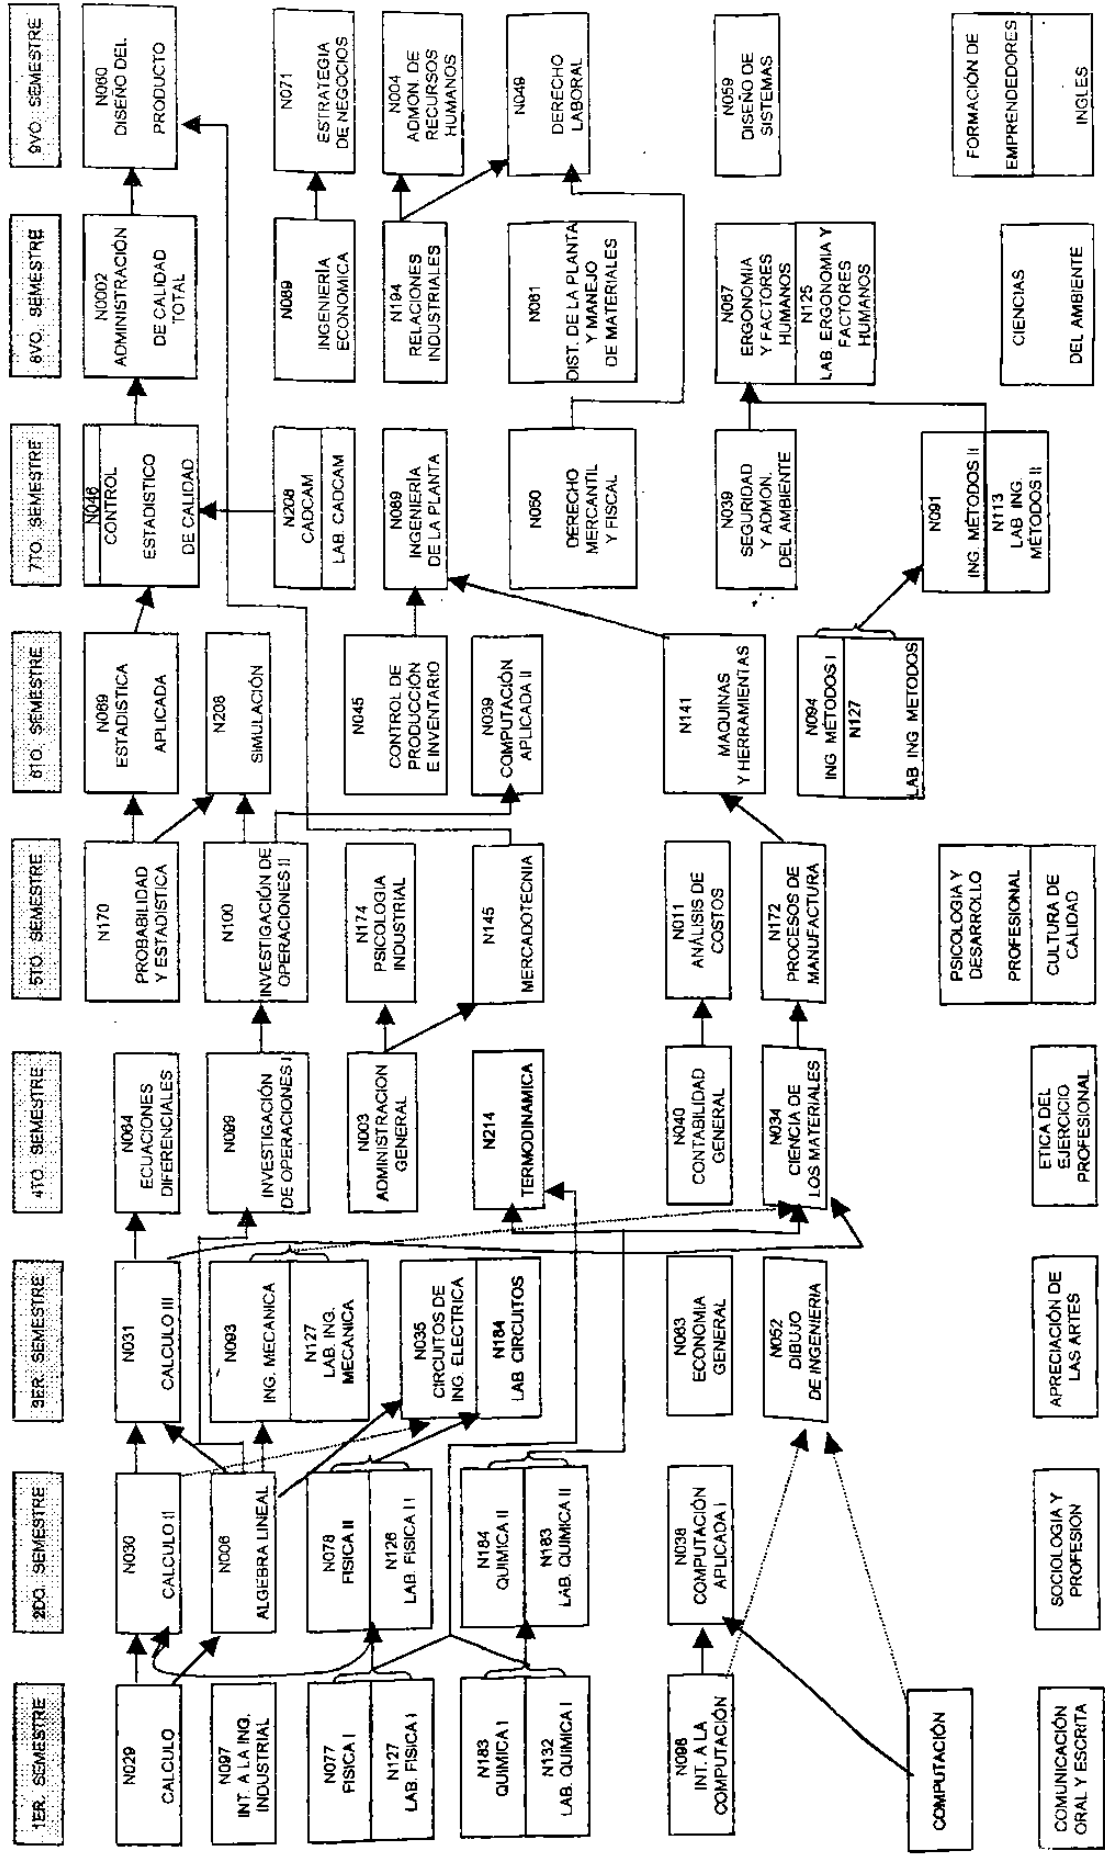 1ER. SEMESTRE
N029
CALCULO
N097
INT. A LA ING.
INDUSTRIAL
N077
FISICA I
N127
LAB. FISICA I
N183
QUIMICA I
N132
LAB. QUIMICA I
N098
INT. A LA
COMPUTACIÓN
COMPUTACIÓN
COMUNICACIÓN
ORAL Y ESCRITA
2DO. SEMESTRE
N030
CALCULO II
N006
ALGEBRA LINEAL
N078
FISICA II
N126
LAB. FISICA I I
N184
QUIMICA II
N183
LAB. QUIMICA II
N038
COMPUTACIÓN
APLICADA I
SOCIOLOGIA Y
PROFESION
3ER. SEMESTRE
N031
CALCULO III
N093
ING. MECANICA
N127
LAB. ING.
MECANICA
N035
CIRCUITOS DE
ING. ELECTRICA
N184
LAB. CIRCUITOS
N063
ECONOMIA
GENERAL
N052
DIBUJO
DE INGENIERIA
APRECIACIÓN DE
LAS ARTES
4TO. SEMESTRE
N064
ECUACIONES
DIFERENCIALES
N099
INVESTIGACIÓN
DE OPERACIONES I
N003
ADMINISTRACION
GENERAL
N214
TERMODINAMICA
N040
CONTABILIDAD
GENERAL
N034
CIENCIA DE
LOS MATERIALES
ETICA DEL
EJERCICIO
PROFESIONAL
5TO. SEMESTRE
N170
PROBABILIDAD
Y ESTADISTICA
N100
INVESTIGACIÓN DE
OPERACIONES II
N174
PSICOLOGIA
INDUSTRIAL
N145
MERCADOTECNIA
N011
ANÁLISIS DE
COSTOS
N172
PROCESOS DE
MANUFACTURA
PSICOLOGIA Y
DESARROLLO
PROFESIONAL
CULTURA DE
CALIDAD
6TO. SEMESTRE
N069
ESTADISTICA
APLICADA
N208
SIMULACIÓN
N045
CONTROL DE
PRODUCCIÓN
E INVENTARIO
N039
COMPUTACIÓN
APLICADA II
N141
MAQUINAS
Y HERRAMIENTAS
N094
ING MÉTODOS I
N127
LAB ING METODOS
7TO. SEMESTRE
N046
CONTROL
ESTADISTICO
DE CALIDAD
N208
CADCAM
LAB. CADCAM
N089
INGENIERÍA
DE LA PLANTA
N050
DERECHO
MERCANTIL
Y FISCAL
N039
SEGURIDAD
Y ADMON.
DEL AMBIENTE
N091
ING. MÉTODOS II
N113
LAB ING.
MÉTODOS II
8VO. SEMESTRE
N0002
ADMINISTRACIÓN
DE CALIDAD
TOTAL
N089
INGENIERÍA
ECONOMICA
N194
RELACIONES
INDUSTRIALES
N061
DIST. DE LA PLANTA
Y MANEJO
DE MATERIALES
N067
ERGONOMIA
Y FACTORES
HUMANOS
N125
LAB. ERGONOMIA Y
FACTORES
HUMANOS
CIENCIAS
DEL AMBIENTE
9VO. SEMESTRE
N060
DISEÑO DEL
PRODUCTO
N071
ESTRATEGIA
DE NEGOCIOS
N004
ADMON. DE
RECURSOS
HUMANOS
N049
DERECHO
LABORAL
N059
DISEÑO DE
SISTEMAS
FORMACIÓN DE
EMPRENDEDORES
INGLES